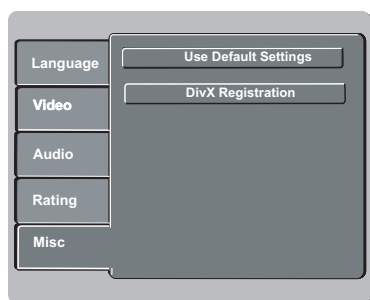 Language
Video
Audio
Rating
Misc
Use Default Settings
DivX Registration